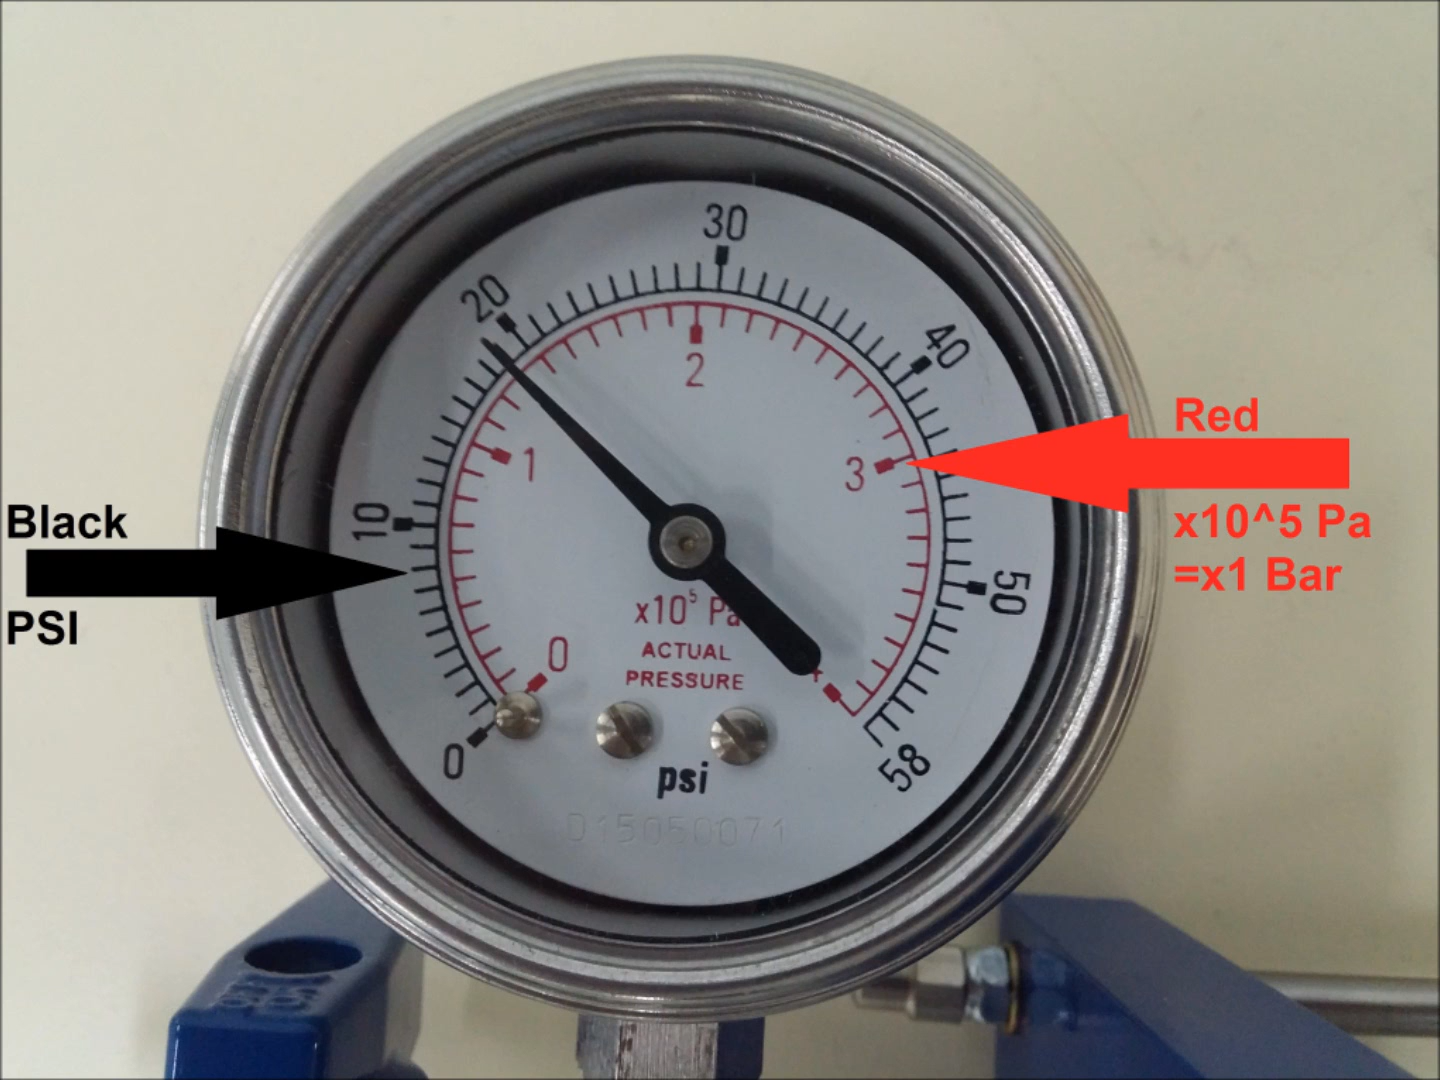 30
20
40
2
Red
1
3
10
Black
x10^5 Pa
50
=x1 Bar
x10⁵ Pa
PSI
ACTUAL
0
PRESSURE
0
psi
58
D15050071